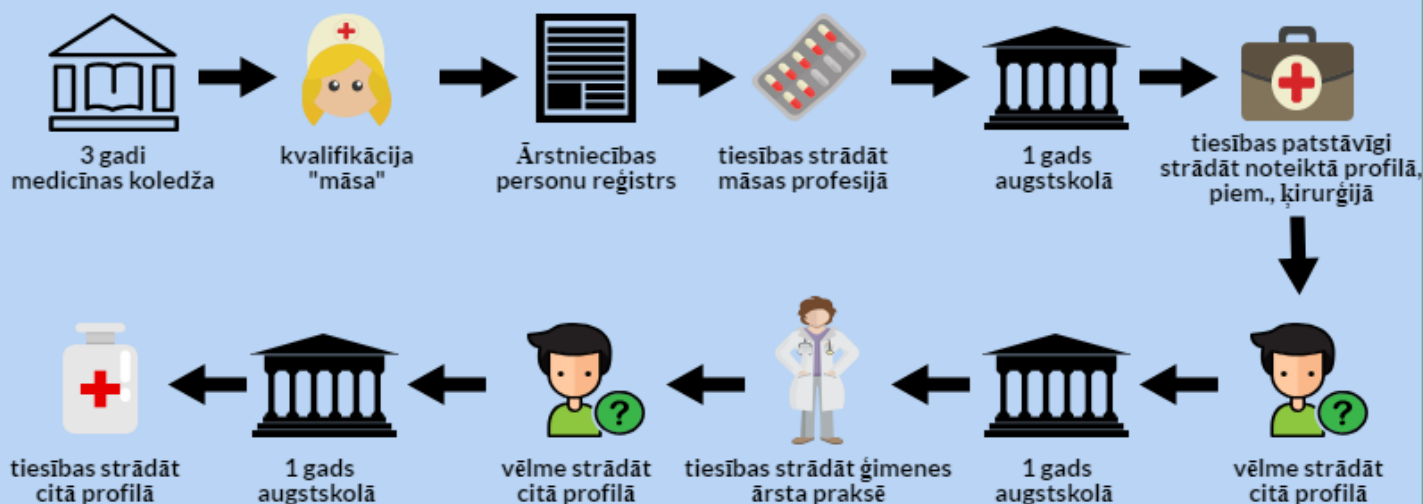 3 gadi
medicīnas koledža
kvalifikācija
"māsa"
Ārstniecības
personu reģistrs
tiesības strādāt
māsas profesijā
1 gads
augstskolā
tiesības patstāvīgi
strādāt noteiktā profilā,
piem., ķirurģijā
vēlme strādāt
citā profilā
1 gads
augstskolā
tiesības strādāt ģimenes
ārsta praksē
vēlme strādāt
citā profilā
1 gads
augstskolā
tiesības strādāt
citā profilā